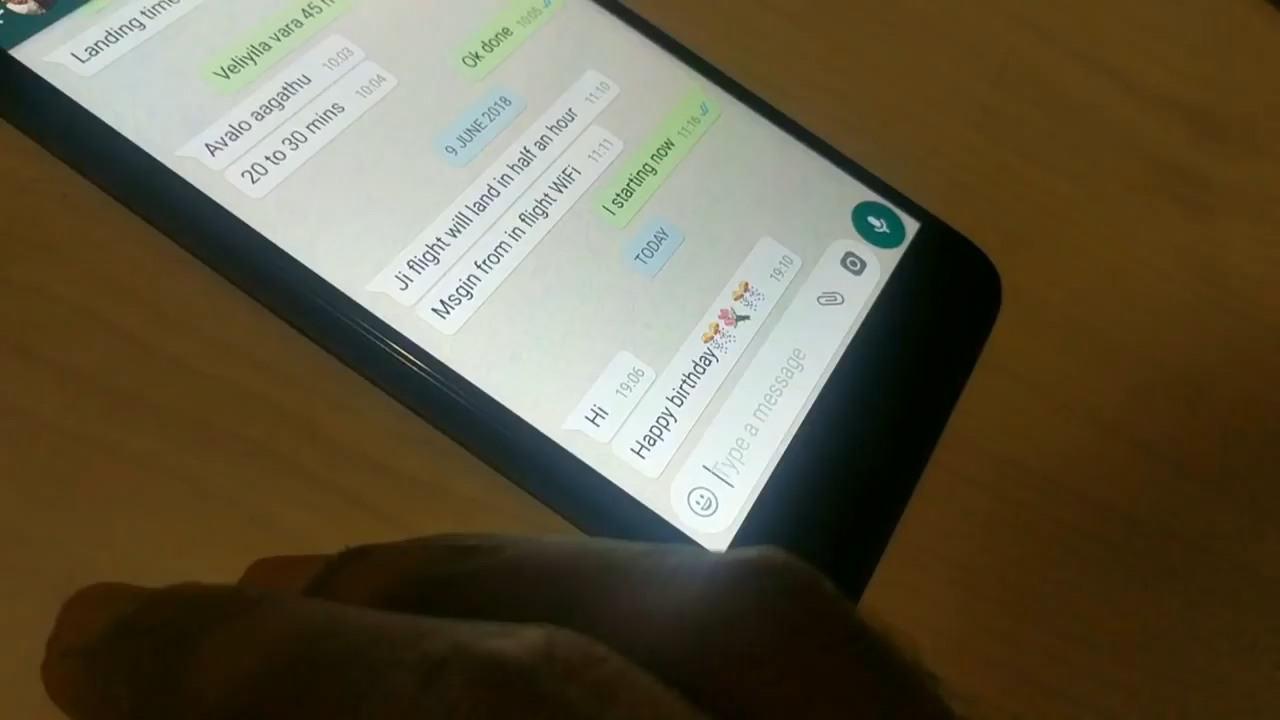 Landing time
Veliyila vara 45
Avalo aagathu 10:03
20 to 30 mins 10:04
Ok done 10:05
9 JUNE 2018
Ji flight will land in half an hour 11:10
Msgin from in flight WiFi 11:11
I starting now 11:16
TODAY
Hi 19:06
Happy birthday 19:10
Type a message